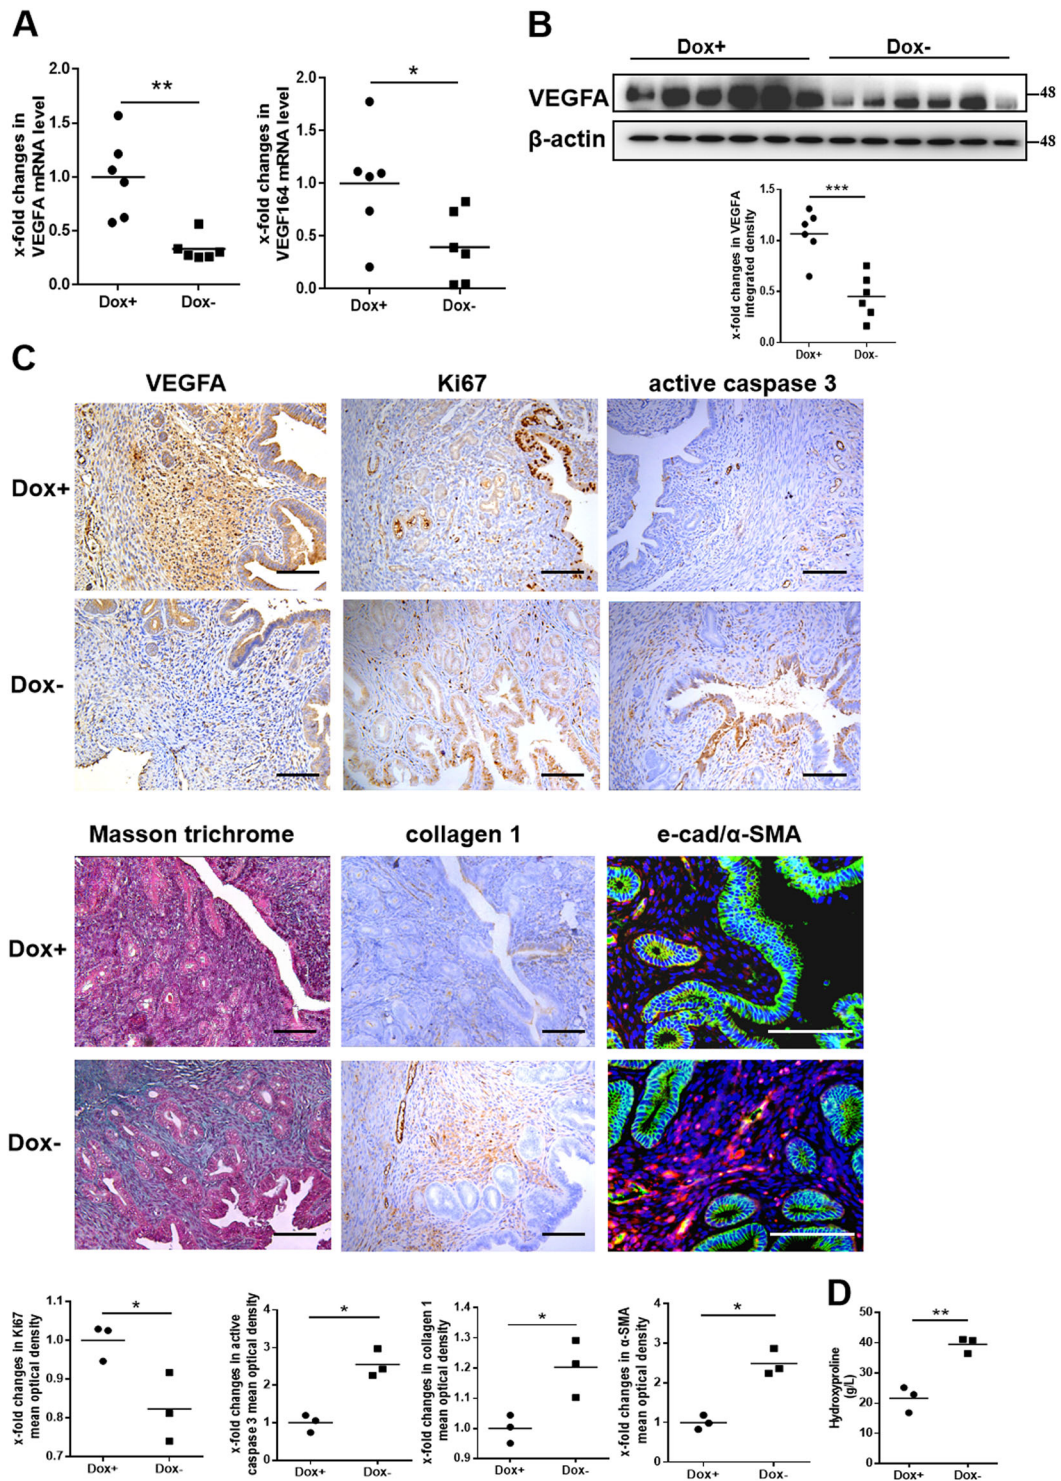 A
x-fold changes in
VEGFA mRNA level
2.0
1.5
1.0
0.5
0.0
**
Dox+
Dox-
x-fold changes in
VEGF164 mRNA level
2.0
1.5
1.0
0.5
0.0
*
Dox+
Dox-
B
Dox+
Dox-
VEGFA
48
β-actin
48
x-fold changes in VEGFA
integrated density
1.5
1.0
0.5
0.0
***
Dox+
Dox-
C
VEGFA
Ki67
active caspase 3
Dox+
Dox-
Masson trichrome
collagen 1
e-cad/α-SMA
Dox+
Dox-
x-fold changes in Ki67
mean optical density
1.1
1.0
0.9
0.8
0.7
*
Dox+
Dox-
x-fold changes in active
caspase 3 mean optical density
4
3
2
1
0
*
Dox+
Dox-
x-fold changes in collagen 1
mean optical density
1.4
1.3
1.2
1.1
1.0
0.9
*
Dox+
Dox-
x-fold changes in α-SMA
mean optical density
4
3
2
1
0
*
Dox+
Dox-
D
Hydroxyproline
(g/L)
50
40
30
20
10
0
**
Dox+
Dox-